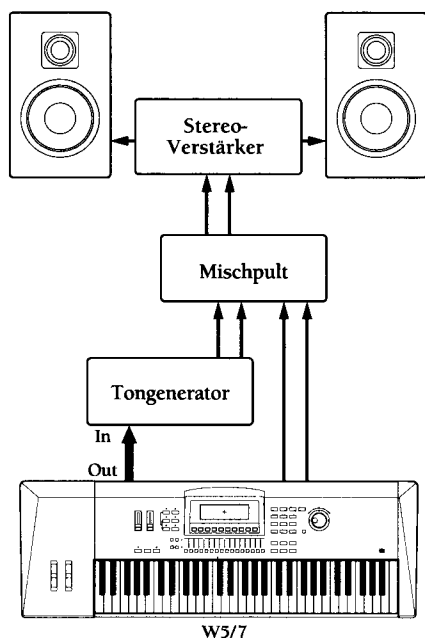 Stereo-
Verstärker
Mischpult
Tongenerator
In
Out
W5/7